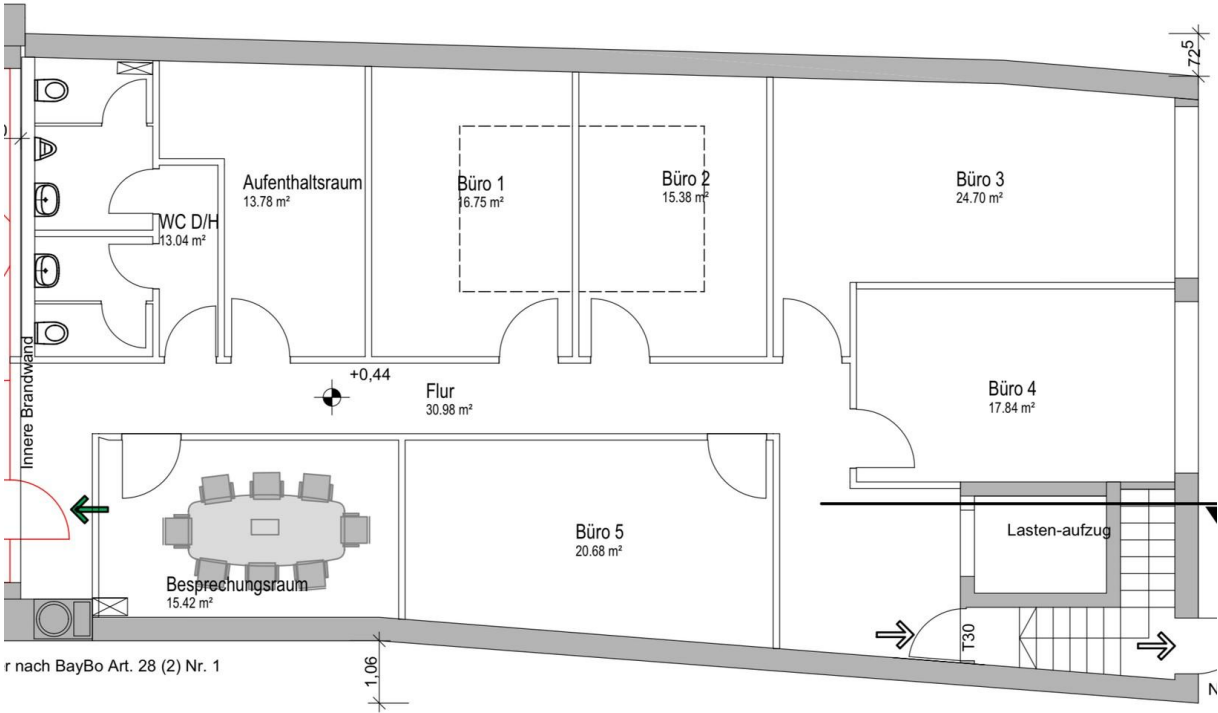 72⁵
Aufenthaltsraum
13.78 m²
Büro 1
16.75 m²
Büro 2
15.38 m²
Büro 3
24.70 m²
WC D/H
13.04 m²
Innere Brandwand
+0,44
Flur
30.98 m²
Büro 4
17.84 m²
Büro 5
20.68 m²
Lasten-aufzug
Besprechungsraum
15.42 m²
T30
r nach BayBo Art. 28 (2) Nr. 1
1,06
N